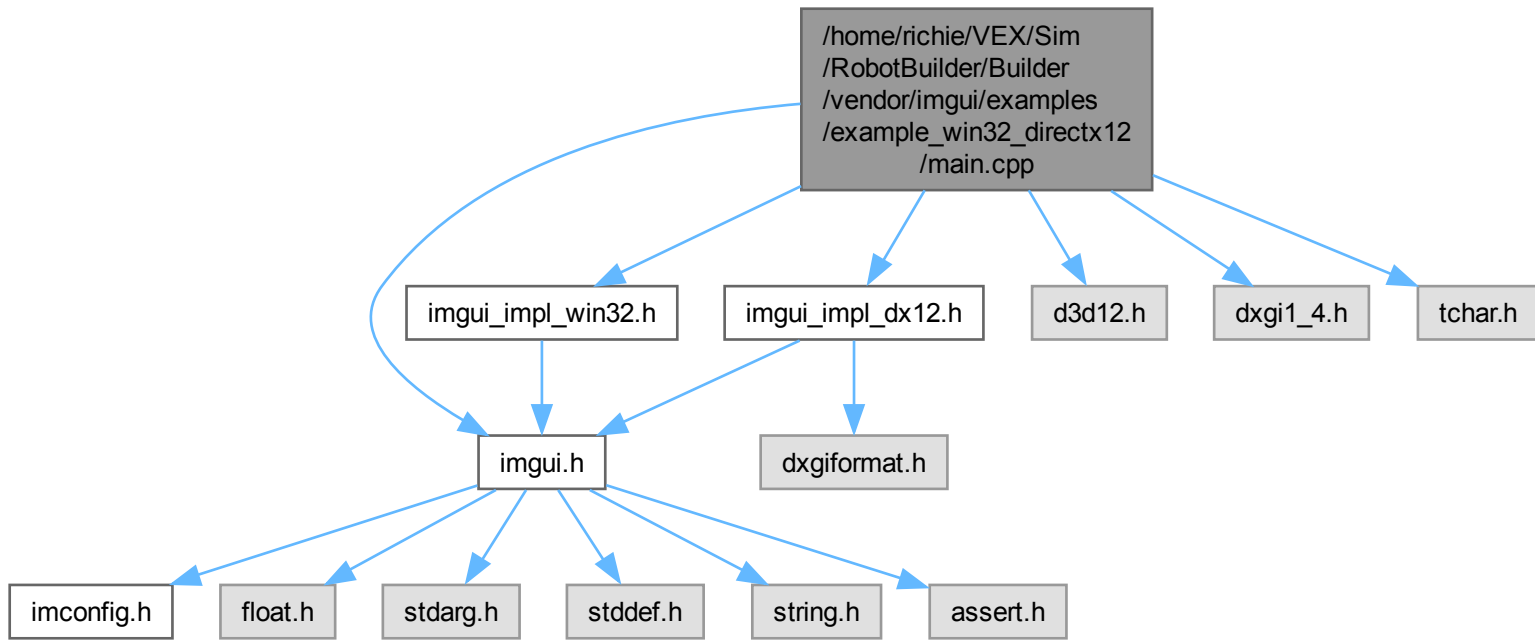 /home/richie/VEX/Sim
/RobotBuilder/Builder
/vendor/imgui/examples
/example_win32_directx12
/main.cpp
imgui_impl_win32.h
imgui_impl_dx12.h
d3d12.h
dxgi1_4.h
tchar.h
imgui.h
dxgiformat.h
imconfig.h
float.h
stdarg.h
stddef.h
string.h
assert.h